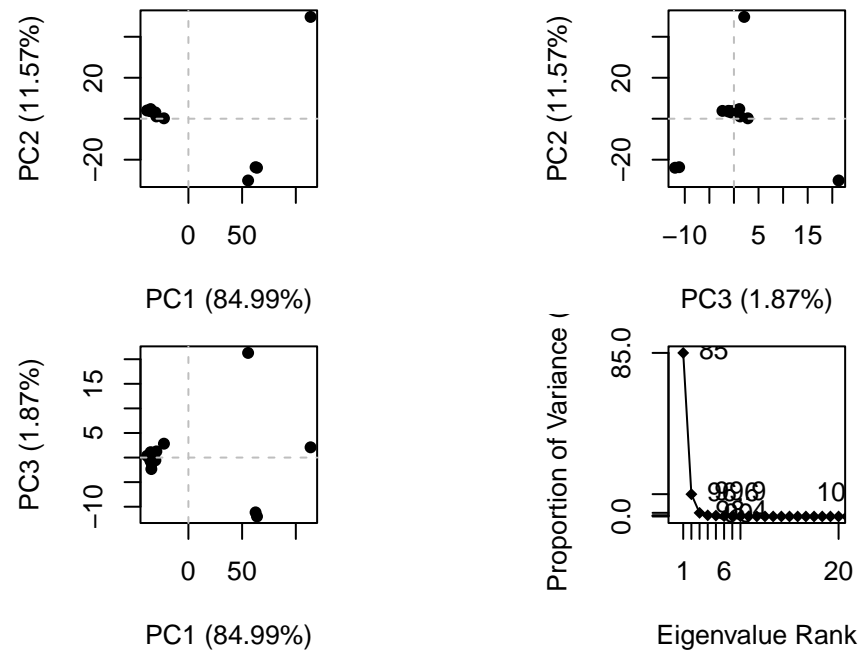 PC2 (11.57%)
20
−20
0 50
PC1 (84.99%)
PC2 (11.57%)
20
−20
−10 5 15
PC3 (1.87%)
PC3 (1.87%)
15
5
−10
0 50
PC1 (84.99%)
Proportion of Variance (
85.0
0.0
85
10
1 6 20
Eigenvalue Rank